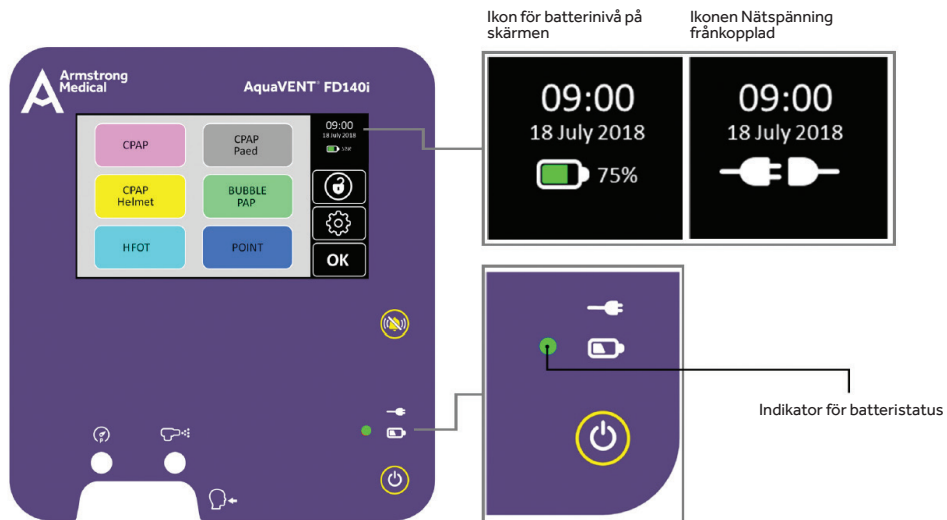 Ikon för batterinivå på
skärmen
Ikonen Nätspänning
frånkopplad
Armstrong
Medical
AquaVENT® FD140i
CPAP
CPAP
Paed
CPAP
Helmet
BUBBLE
PAP
HFOT
POINT
09:00
18 July 2018
75%
OK
09:00
18 July 2018
75%
09:00
18 July 2018
Indikator för batteristatus
P